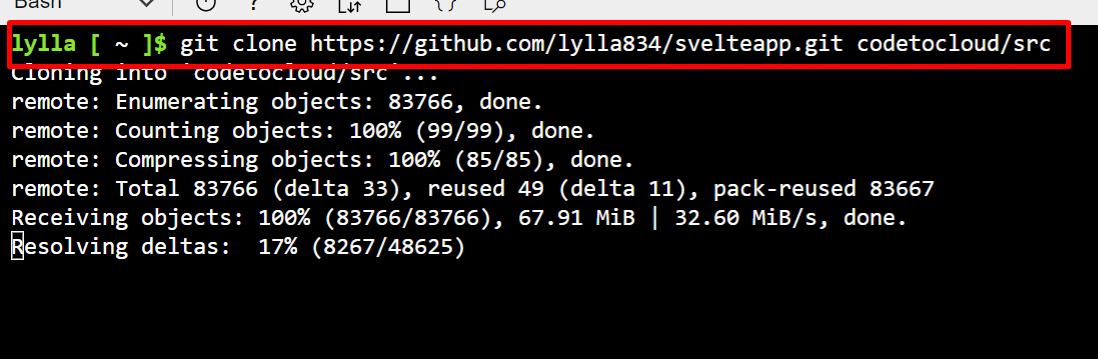 Bash
lylla [ ~ ]$ git clone https://github.com/lylla834/svelteapp.git codetocloud/src
Cloning into 'codetocloud/src'...
remote: Enumerating objects: 83766, done.
remote: Counting objects: 100% (99/99), done.
remote: Compressing objects: 100% (85/85), done.
remote: Total 83766 (delta 33), reused 49 (delta 11), pack-reused 83667
Receiving objects: 100% (83766/83766), 67.91 MiB | 32.60 MiB/s, done.
Resolving deltas:  17% (8267/48625)